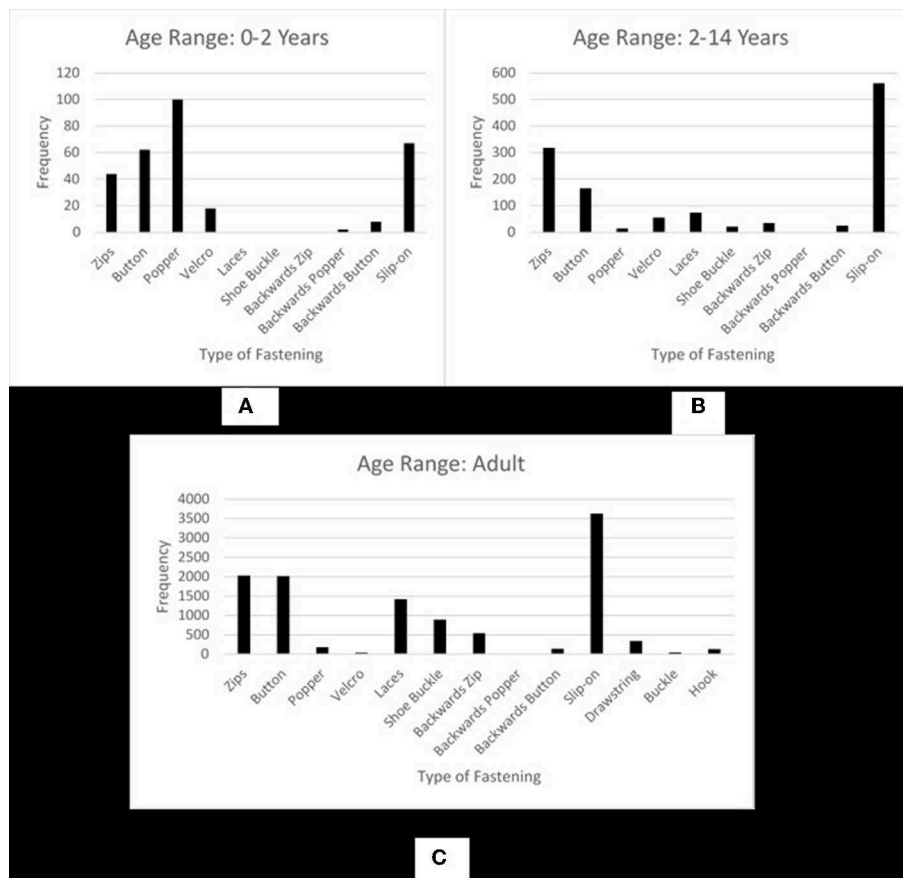 Age Range: 0-2 Years
120
100
80
60
40
20
0
Frequency
Zips
Button
Popper
Velcro
Laces
Shoe Buckle
Backwards Zip
Backwards Popper
Backwards Button
Slip-on
Type of Fastening
A
Age Range: 2-14 Years
600
500
400
300
200
100
0
Frequency
Zips
Button
Popper
Velcro
Laces
Shoe Buckle
Backwards Zip
Backwards Popper
Backwards Button
Slip-on
Type of Fastening
B
Age Range: Adult
4000
3500
3000
2500
2000
1500
1000
500
0
Frequency
Zips
Button
Popper
Velcro
Laces
Shoe Buckle
Backwards Zip
Backwards Popper
Backwards Button
Slip-on
Drawstring
Buckle
Hook
Type of Fastening
C